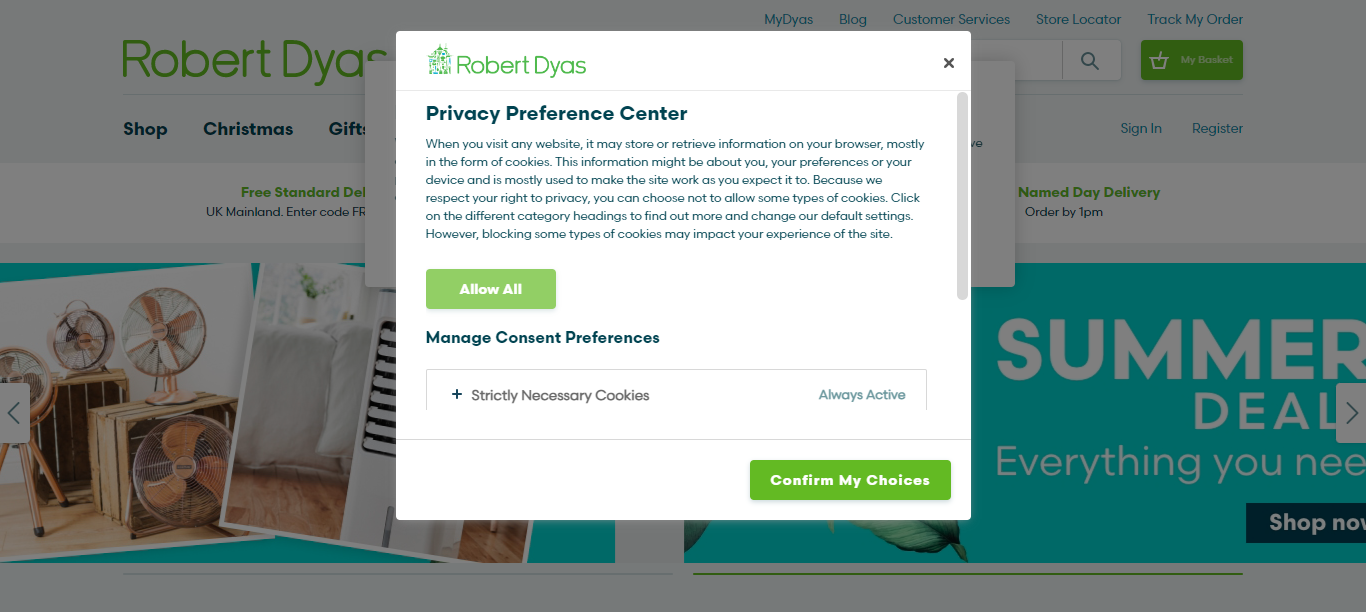 MyDyas Blog Customer Services Store Locator Track My Order
Robert Dyas
My Basket
Robert Dyas
Shop Christmas Gifts
Sign In Register
Privacy Preference Center
When you visit any website, it may store or retrieve information on your browser, mostly
in the form of cookies. This information might be about you, your preferences or your
device and is mostly used to make the site work as you expect it to. Because we
respect your right to privacy, you can choose not to allow some types of cookies. Click
on the different category headings to find out more and change our default settings.
However, blocking some types of cookies may impact your experience of the site.
Free Standard Del
UK Mainland. Enter code FR
Named Day Delivery
Order by 1pm
Allow All
Manage Consent Preferences
+ Strictly Necessary Cookies Always Active
Confirm My Choices
SUMMER
DEAL
Everything you nee
Shop now